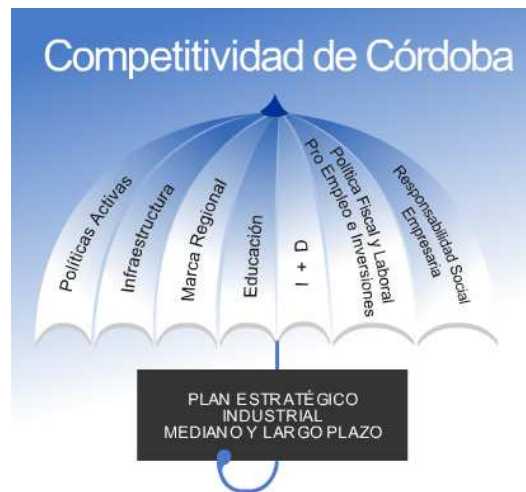 Competitividad de Córdoba
Políticas Activas
Infraestructura
Marca Regional
Educación
I + D
Política Fiscal y Laboral
Pro Empleo e Inversiones
Responsabilidad Social
Empresaria
PLAN ESTRATÉGICO
INDUSTRIAL
MEDIANO Y LARGO PLAZO